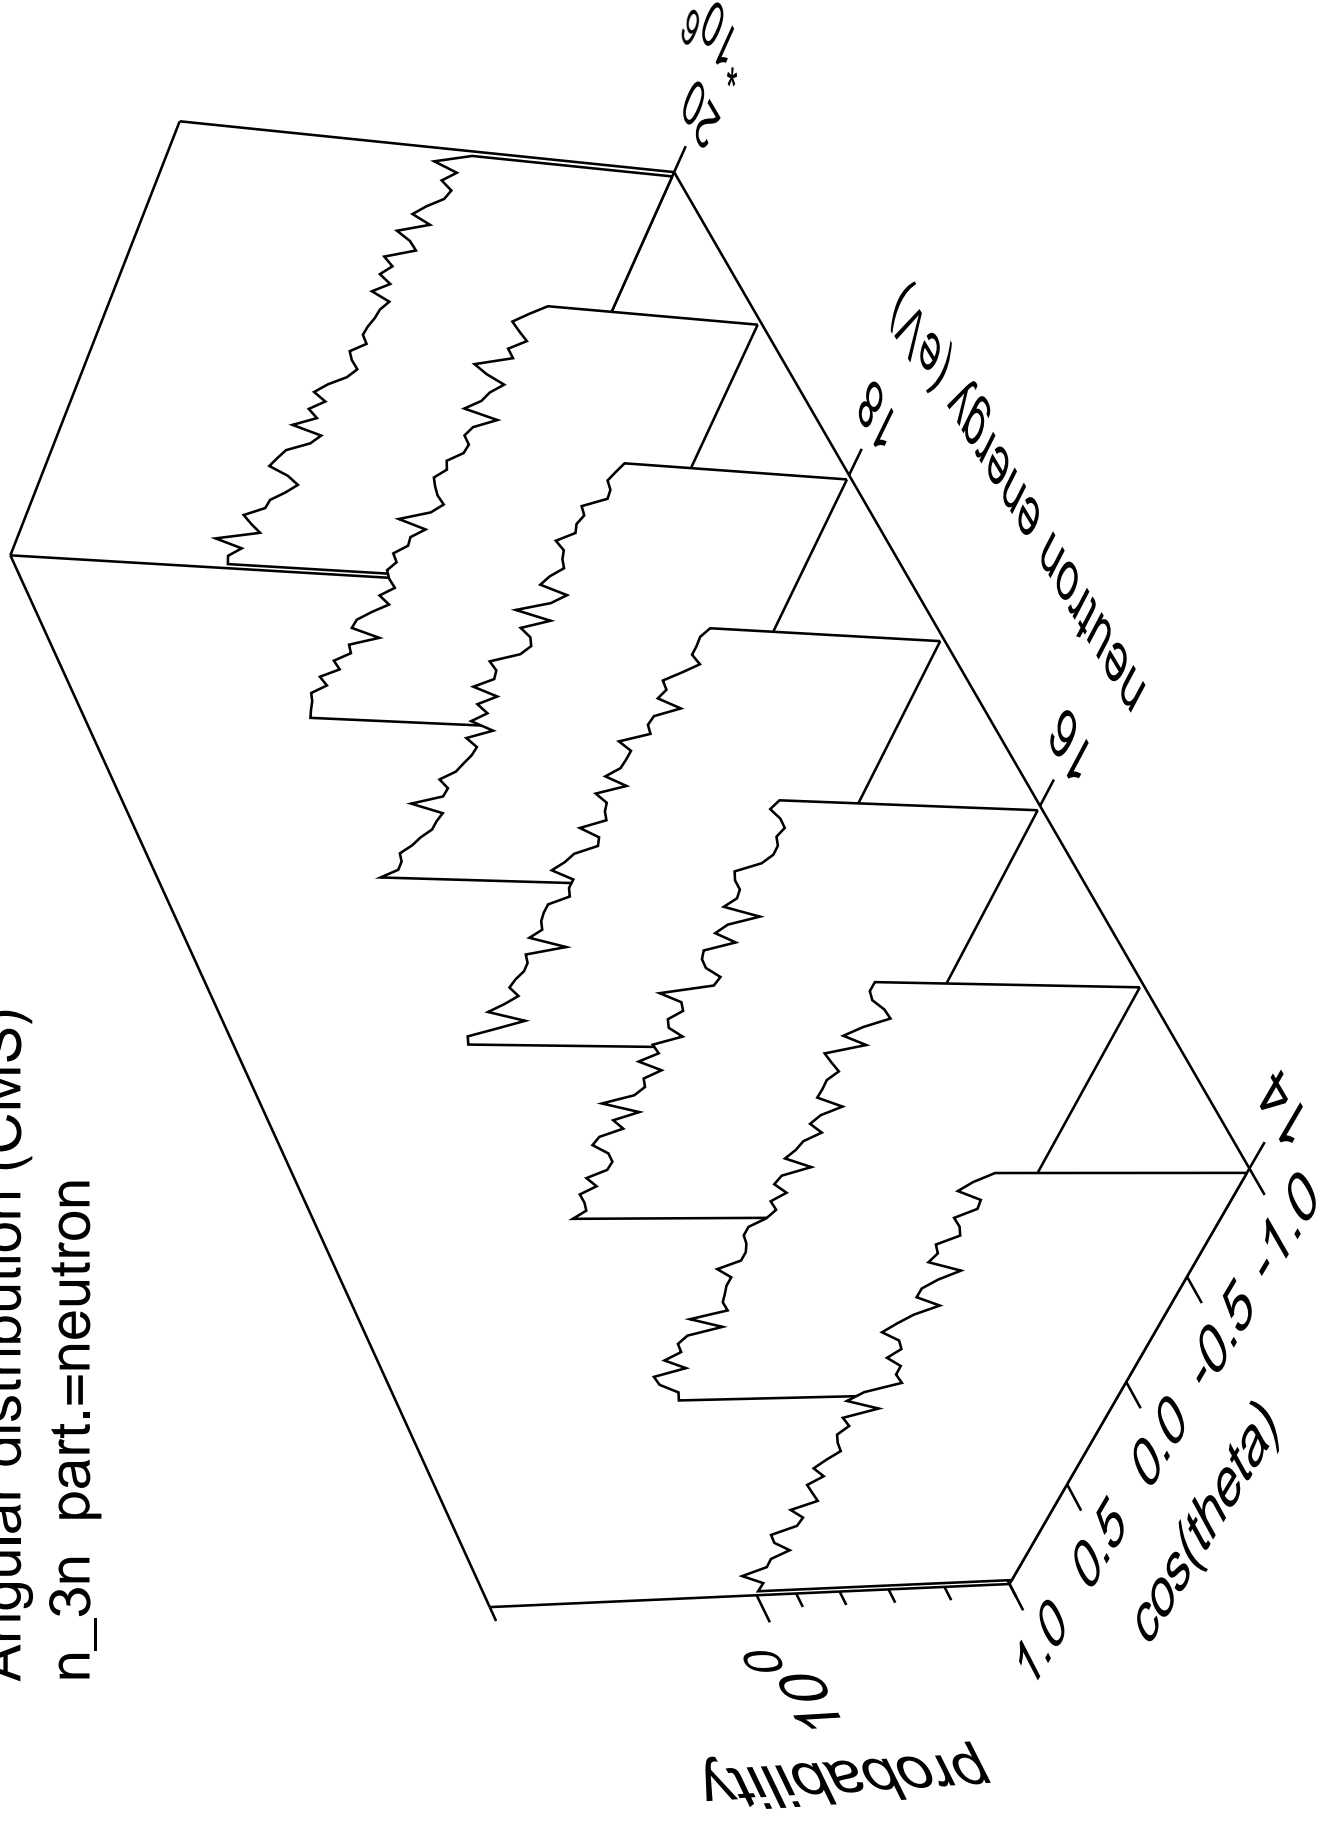 Angular distribution (CMS)
n_3n part.=neutron
probability
10 0
1.0 0.5 0.0 -0.5 -1.0
cos(theta)
14 16 18 20 * 10 6
neutron energy (eV)